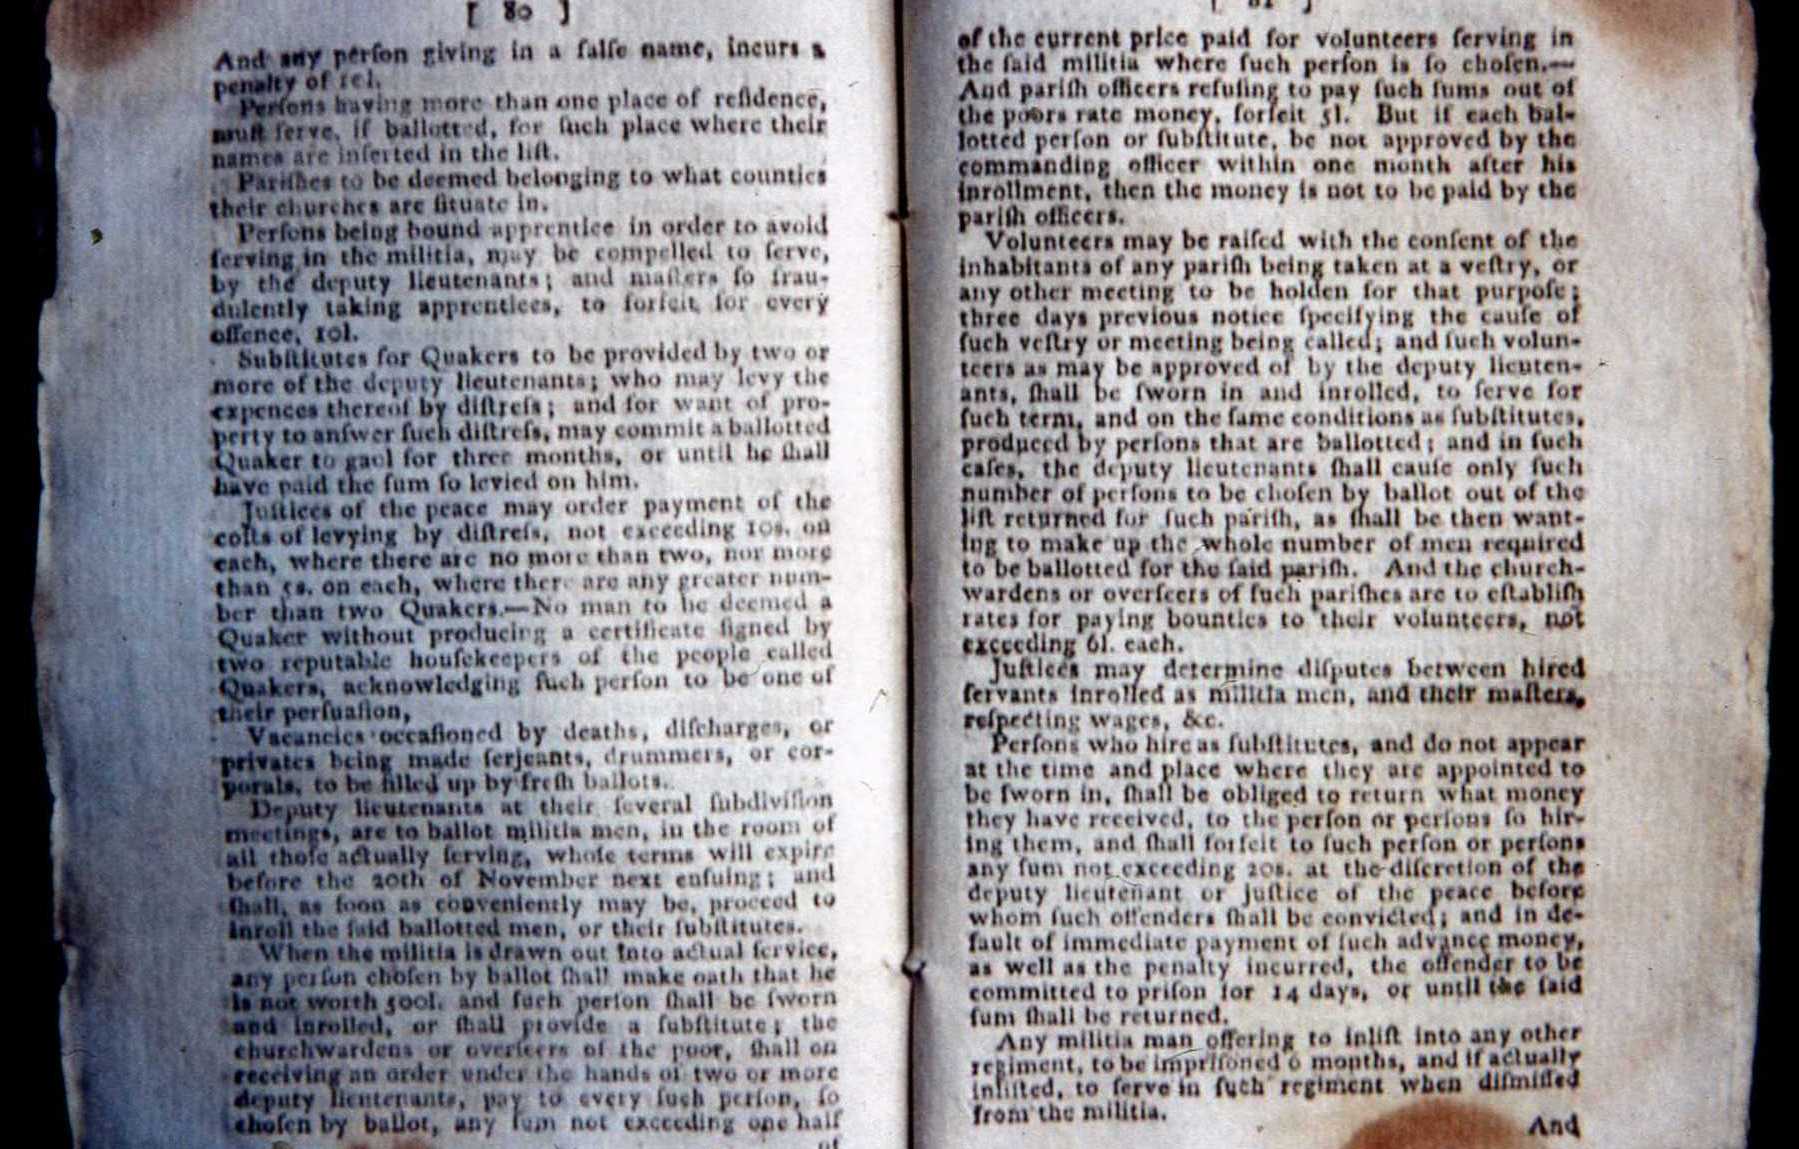 [ 80 ]
And any perſon giving in a falſe name, incurs a
penalty of 10l.
Perſons having more than one place of reſidence,
muſt ſerve, if ballotted, for ſuch place where their
names are inſerted in the liſt.
Pariſhes to be deemed belonging to what counties
their churches are ſituate in.
Perſons being bound apprentice in order to avoid
ſerving in the militia, may be compelled to ſerve,
by the deputy lieutenants; and maſters ſo frau-
dulently taking apprentices, to forfeit for every
offence, 10l.
Subſtitutes for Quakers to be provided by two or
more of the deputy lieutenants; who may levy the
expences thereof by diſtreſs; and for want of pro-
perty to anſwer ſuch diſtreſs, may commit a ballotted
Quaker to gaol for three months, or until he ſhall
have paid the ſum ſo levied on him.
Juſtices of the peace may order payment of the
coſts of levying by diſtreſs, not exceeding 10s. on
each, where there are no more than two, nor more
than 5s. on each, where there are any greater num-
ber than two Quakers.—No man to be deemed a
Quaker without producing a certificate ſigned by
two reputable houſekeepers of the people called
Quakers, acknowledging ſuch perſon to be one of
their perſuaſion,
Vacancies occaſioned by deaths, diſcharges, or
privates being made ſerjeants, drummers, or cor-
porals, to be filled up by freſh ballots.
Deputy lieutenants at their ſeveral ſubdiviſion
meetings, are to ballot militia men, in the room of
all thoſe actually ſerving, whoſe terms will expire
before the 20th of November next enſuing; and
ſhall, as ſoon as conveniently may be, proceed to
inroll the ſaid ballotted men, or their ſubſtitutes.
When the militia is drawn out into actual ſervice,
any perſon choſen by ballot ſhall make oath that he
is not worth 500l. and ſuch perſon ſhall be ſworn
and inrolled, or ſhall provide a ſubſtitute; the
churchwardens or overſeers of the poor, ſhall on
receiving an order under the hands of two or more
deputy lieutenants, pay to every ſuch perſon, ſo
choſen by ballot, any ſum not exceeding one half
of
[ 81 ]
of the current price paid for volunteers ſerving in
the ſaid militia where ſuch perſon is ſo choſen.—
And pariſh officers refuſing to pay ſuch ſums out of
the poors rate money, forfeit 5l. But if each bal-
lotted perſon or ſubſtitute, be not approved by the
commanding officer within one month after his
inrollment, then the money is not to be paid by the
pariſh officers.
Volunteers may be raiſed with the conſent of the
inhabitants of any pariſh being taken at a veſtry, or
any other meeting to be holden for that purpoſe;
three days previous notice ſpecifying the cauſe of
ſuch veſtry or meeting being called; and ſuch volun-
teers as may be approved of by the deputy lieuten-
ants, ſhall be ſworn in and inrolled, to ſerve for
ſuch term, and on the ſame conditions as ſubſtitutes,
produced by perſons that are ballotted; and in ſuch
caſes, the deputy lieutenants ſhall cauſe only ſuch
number of perſons to be choſen by ballot out of the
liſt returned for ſuch pariſh, as ſhall be then want-
ing to make up the whole number of men required
to be ballotted for the ſaid pariſh. And the church-
wardens or overſeers of ſuch pariſhes are to eſtabliſh
rates for paying bounties to their volunteers, not
exceeding 6l. each.
Juſtices may determine diſputes between hired
ſervants inrolled as militia men, and their maſters,
reſpecting wages, &c.
Perſons who hire as ſubſtitutes, and do not appear
at the time and place where they are appointed to
be ſworn in, ſhall be obliged to return what money
they have received, to the perſon or perſons ſo hir-
ing them, and ſhall forfeit to ſuch perſon or perſons
any ſum not exceeding 20s. at the diſcretion of the
deputy lieutenant or juſtice of the peace before
whom ſuch offenders ſhall be convicted; and in de-
fault of immediate payment of ſuch advance money,
as well as the penalty incurred, the offender to be
committed to priſon for 14 days, or until the ſaid
ſum ſhall be returned.
Any militia man offering to inliſt into any other
regiment, to be impriſoned 6 months, and if actually
inliſted, to ſerve in ſuch regiment when diſmiſſed
from the militia.
And